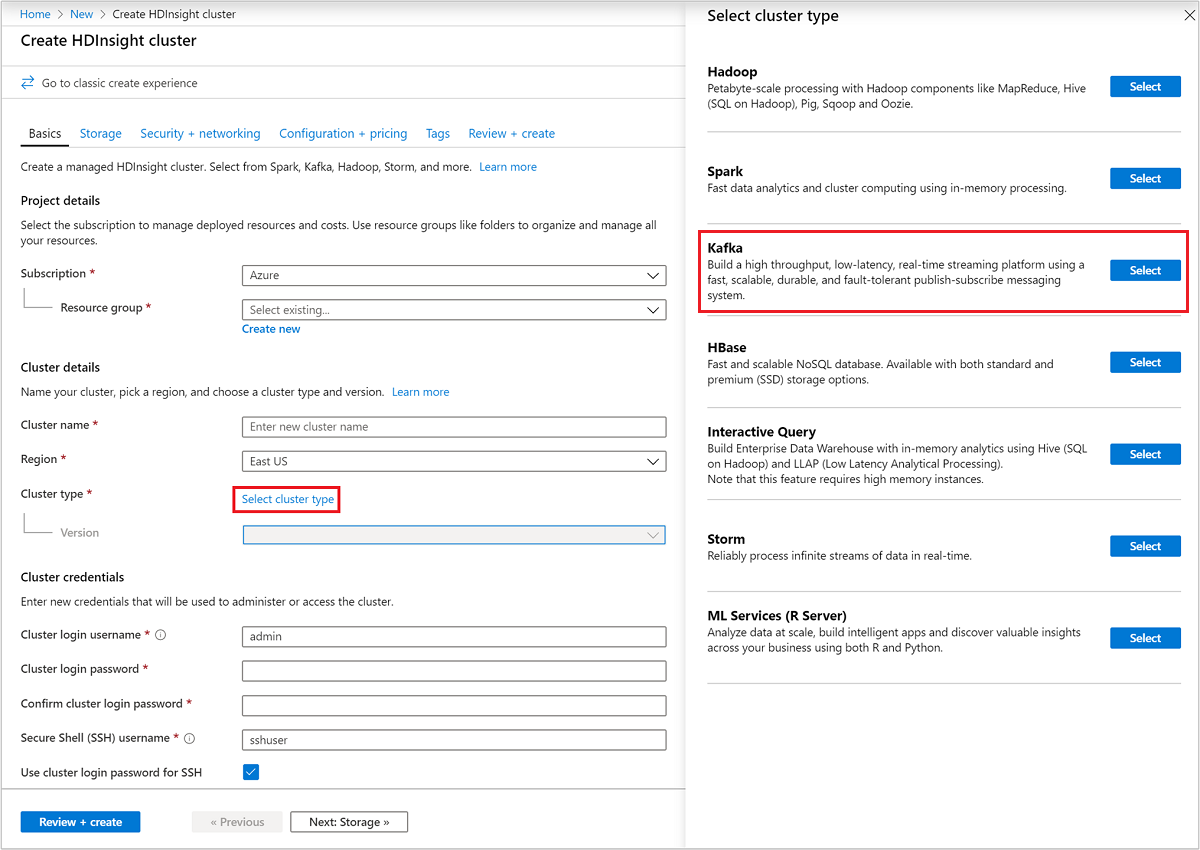 Home > New > Create HDInsight cluster
Create HDInsight cluster
Go to classic create experience
Basics Storage Security + networking Configuration + pricing Tags Review + create
Create a managed HDInsight cluster. Select from Spark, Kafka, Hadoop, Storm, and more. Learn more
Project details
Select the subscription to manage deployed resources and costs. Use resource groups like folders to organize and manage all
your resources.
Subscription *
Azure
Resource group *
Select existing...
Create new
Cluster details
Name your cluster, pick a region, and choose a cluster type and version. Learn more
Cluster name *
Enter new cluster name
Region *
East US
Cluster type *
Select cluster type
Version
Cluster credentials
Enter new credentials that will be used to administer or access the cluster.
Cluster login username *
admin
Cluster login password *
Confirm cluster login password *
Secure Shell (SSH) username *
sshuser
Use cluster login password for SSH
Review + create
« Previous
Next: Storage »
Select cluster type
Hadoop
Petabyte-scale processing with Hadoop components like MapReduce, Hive
(SQL on Hadoop), Pig, Sqoop and Oozie.
Select
Spark
Fast data analytics and cluster computing using in-memory processing.
Select
Kafka
Build a high throughput, low-latency, real-time streaming platform using a
fast, scalable, durable, and fault-tolerant publish-subscribe messaging
system.
Select
HBase
Fast and scalable NoSQL database. Available with both standard and
premium (SSD) storage options.
Select
Interactive Query
Build Enterprise Data Warehouse with in-memory analytics using Hive (SQL
on Hadoop) and LLAP (Low Latency Analytical Processing).
Note that this feature requires high memory instances.
Select
Storm
Reliably process infinite streams of data in real-time.
Select
ML Services (R Server)
Analyze data at scale, build intelligent apps and discover valuable insights
across your business using both R and Python.
Select